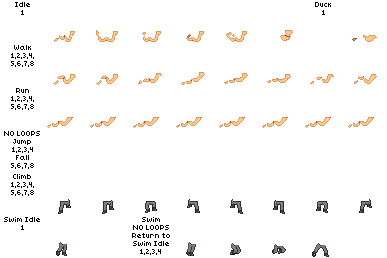 Idle
1
Duck
1
Walk
1,2,3,4,
5,6,7,8
Run
1,2,3,4,
5,6,7,8
NO LOOPS
Jump
1,2,3,4
Fall
5,6,7,8
Climb
1,2,3,4,
5,6,7,8
Swim Idle
1
Swim
NO LOOPS
Return to
Swim Idle
1,2,3,4